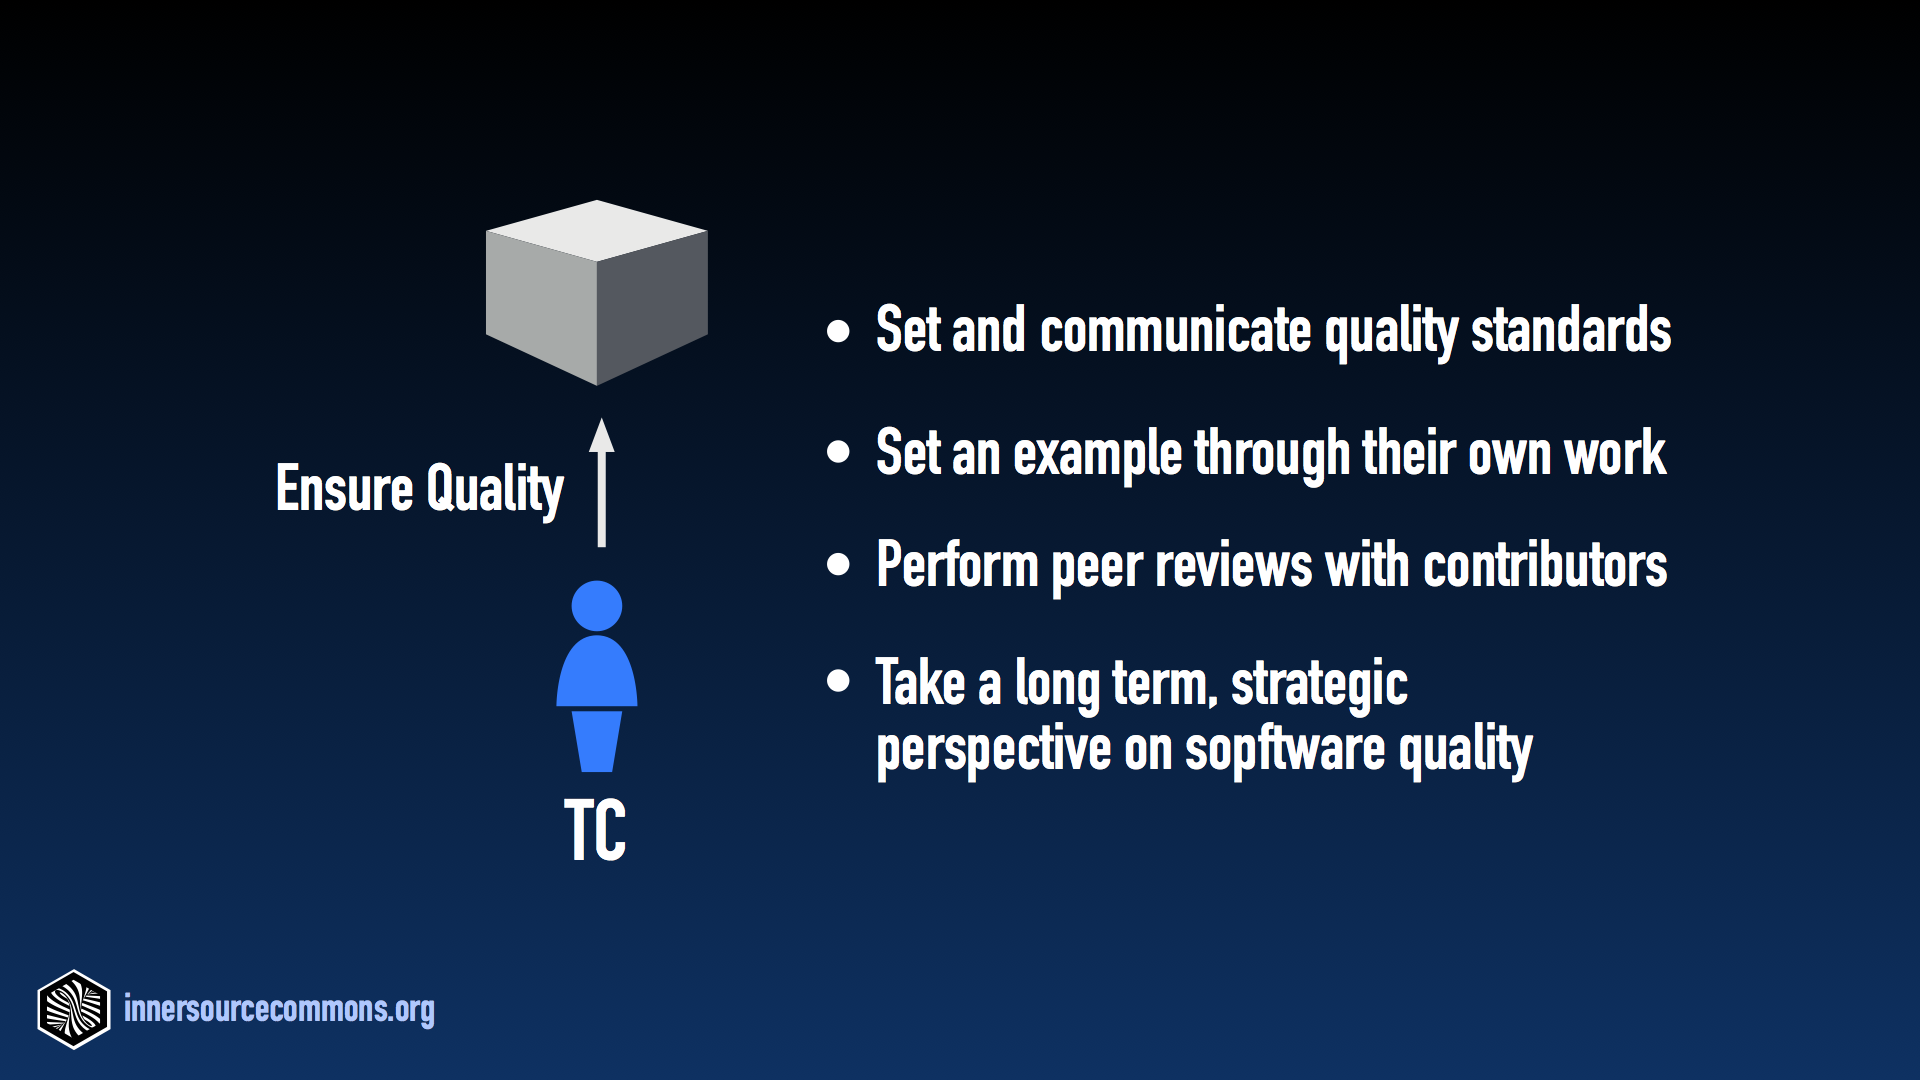 Ensure Quality
TC
• Set and communicate quality standards
• Set an example through their own work
• Perform peer reviews with contributors
• Take a long term, strategic
perspective on sopftware quality
innersourcecommons.org